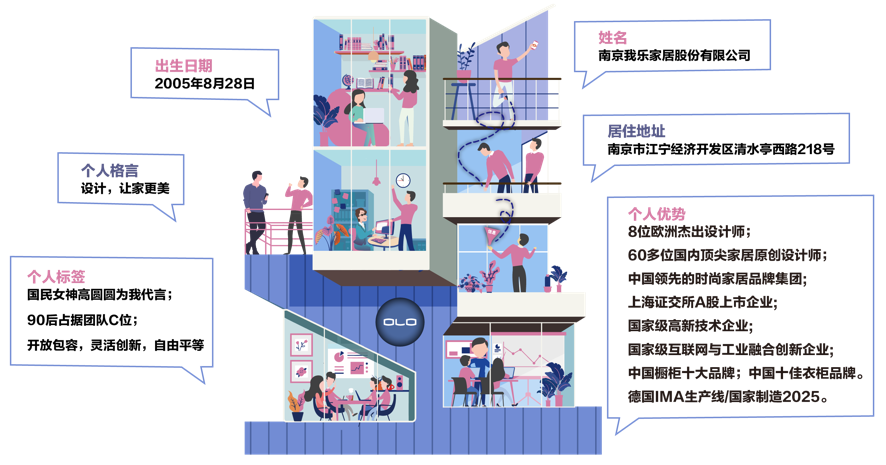 出生日期
2005年8月28日
姓名
南京我乐家居股份有限公司
居住地址
南京市江宁经济开发区清水亭西路218号
个人格言
设计，让家更美
个人标签
国民女神高圆圆为我代言；
90后占据团队C位；
开放包容，灵活创新，自由平等
OLO
个人优势
8位欧洲杰出设计师；
60多位国内顶尖家居原创设计师；
中国领先的时尚家居品牌集团；
上海证交所A股上市企业；
国家级高新技术企业；
国家级互联网与工业融合创新企业；
中国橱柜十大品牌；中国十佳衣柜品牌。
德国IMA生产线/国家制造2025。